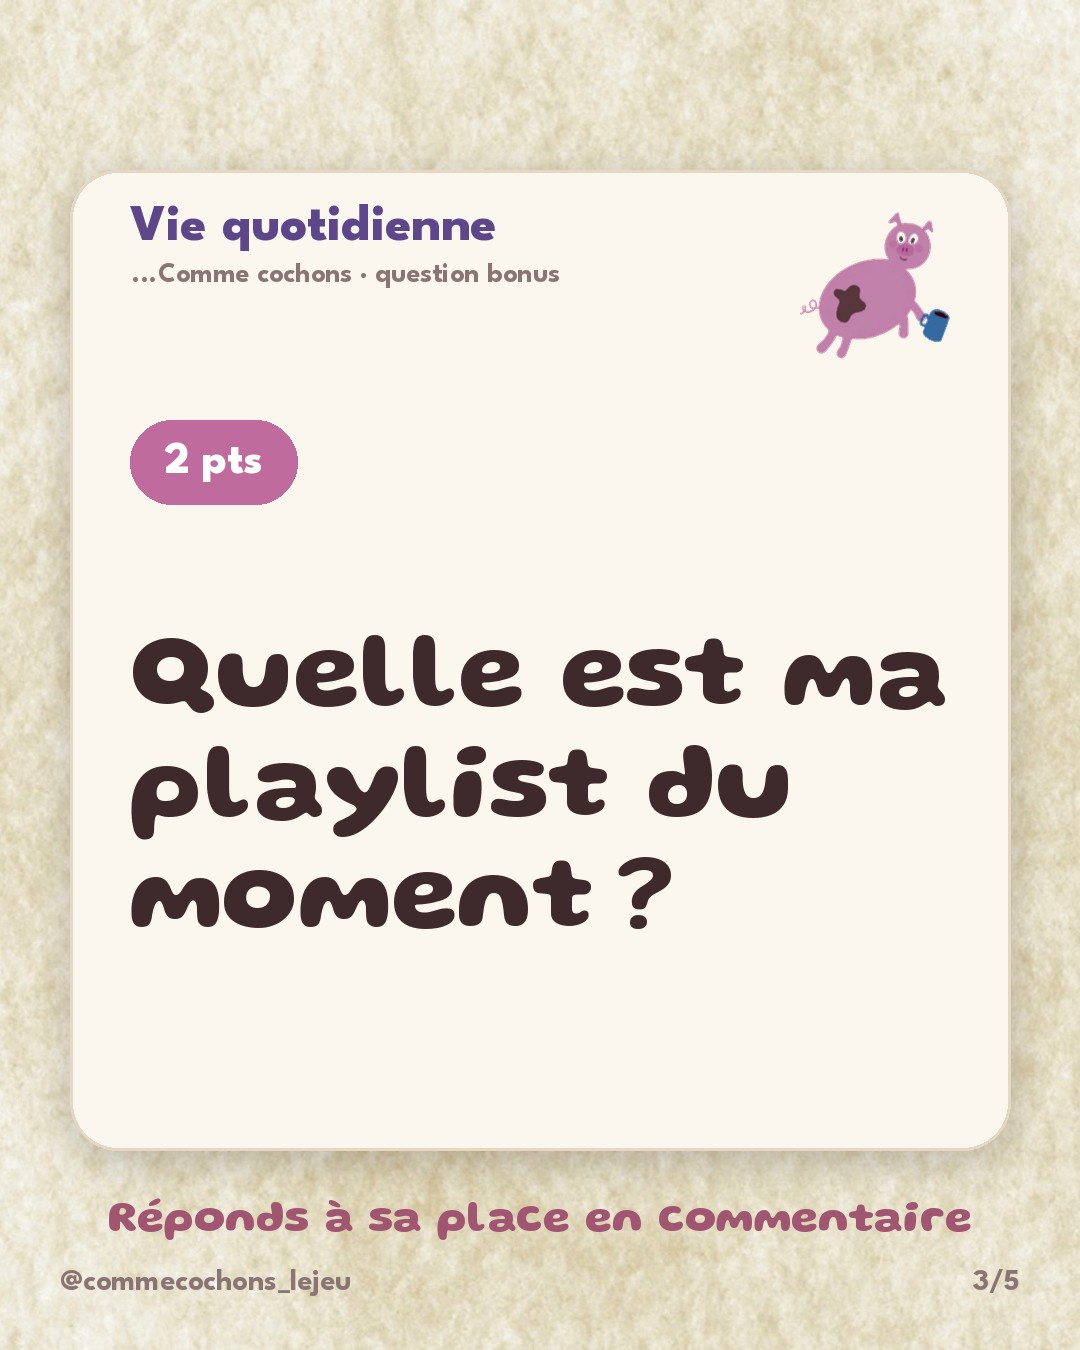 Vie quotidienne
...Comme cochons · question bonus
2 pts
Quelle est ma
playlist du
moment ?
Réponds à sa place en commentaire
@commecochons_lejeu
3/5